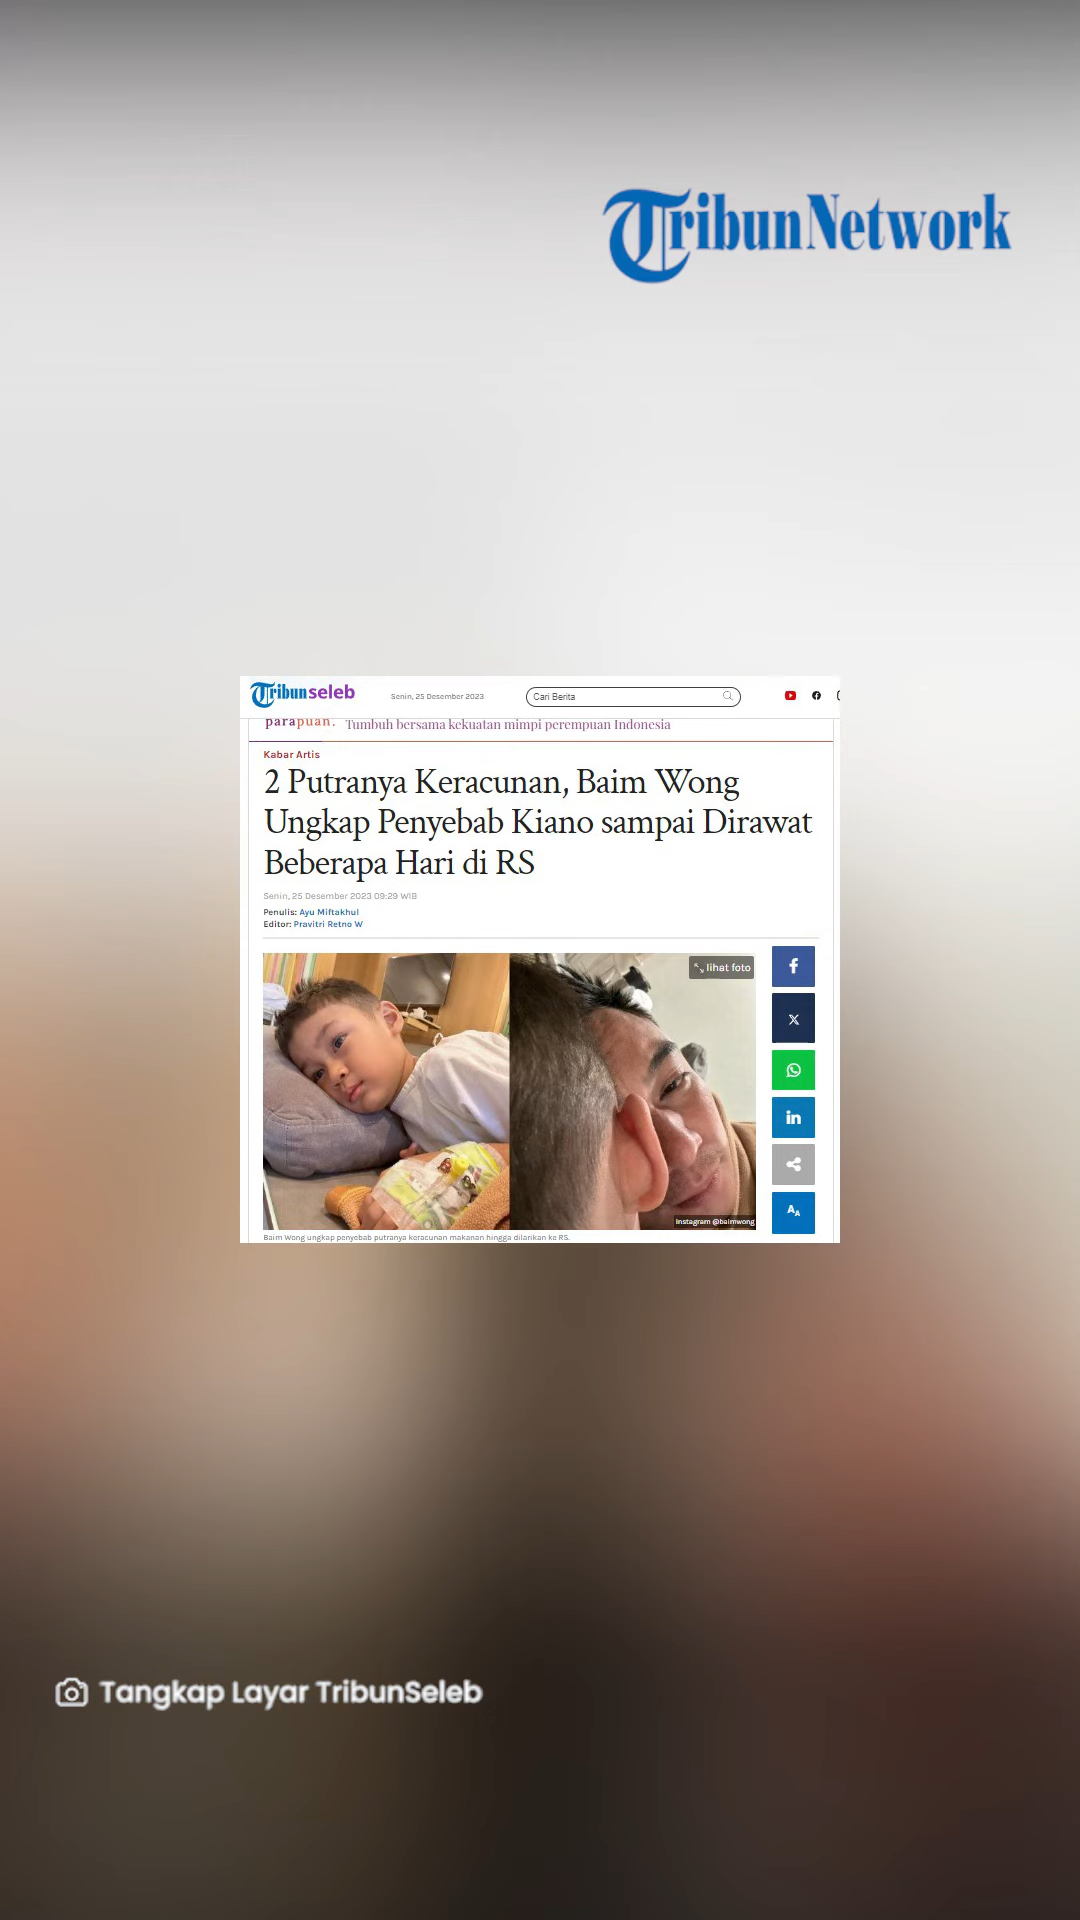 Tribun Network
Tribunseleb
Senin, 25 Desember 2023
Cari Berita
parapuan. Tumbuh bersama kekuatan mimpi perempuan Indonesia
Kabar Artis
2 Putranya Keracunan, Baim Wong
Ungkap Penyebab Kiano sampai Dirawat
Beberapa Hari di RS
Senin, 25 Desember 2023 09:29 WIB
Penulis: Ayu Miftakhul
Editor: Pravitri Retno W
lihat foto
Instagram @baimwong
Baim Wong ungkap penyebab putranya keracunan makanan hingga dilarikan ke RS.
Tangkap Layar TribunSeleb